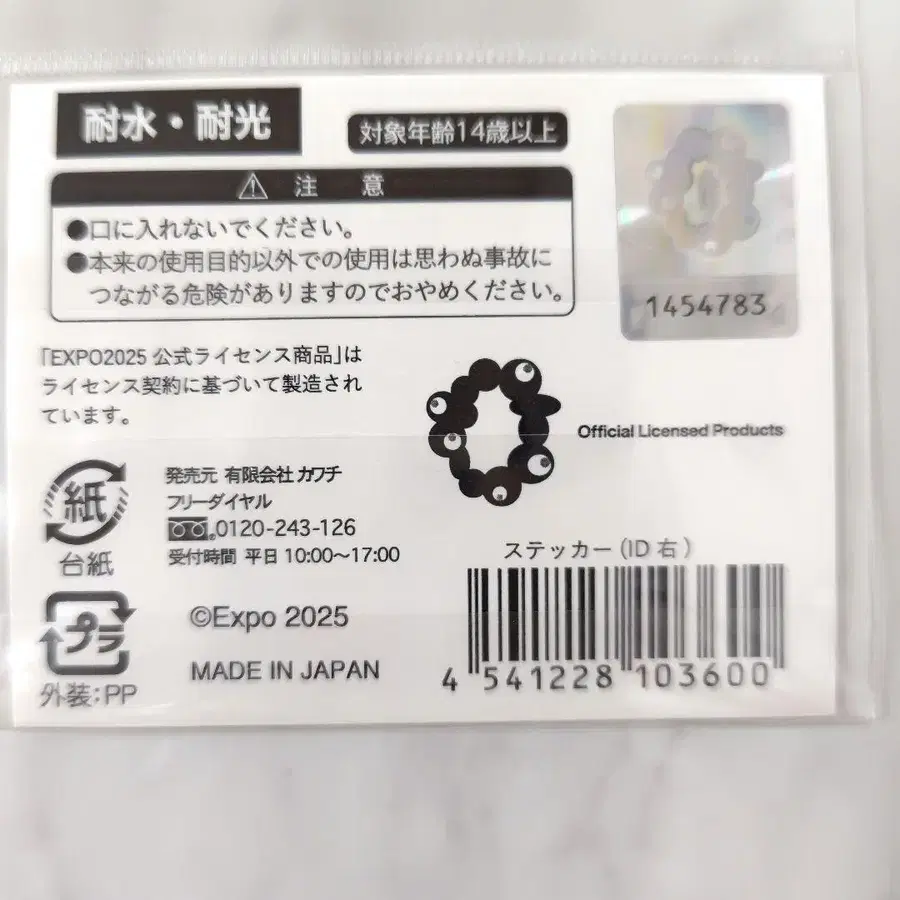 耐水・耐光
対象年齢14歳以上
注 意
●口に入れないでください。
●本来の使用目的以外での使用は思わぬ事故に
つながる危険がありますのでおやめください。
1454783
「EXPO2025 公式ライセンス商品」は
ライセンス契約に基づいて製造され
ています。
Official Licensed Products
紙
台紙
発売元 有限会社 カワチ
フリーダイヤル
0120-243-126
受付時間 平日 10:00〜17:00
プラ
外装:PP
©Expo 2025
MADE IN JAPAN
ステッカー(ID 右)
4 541228 103600